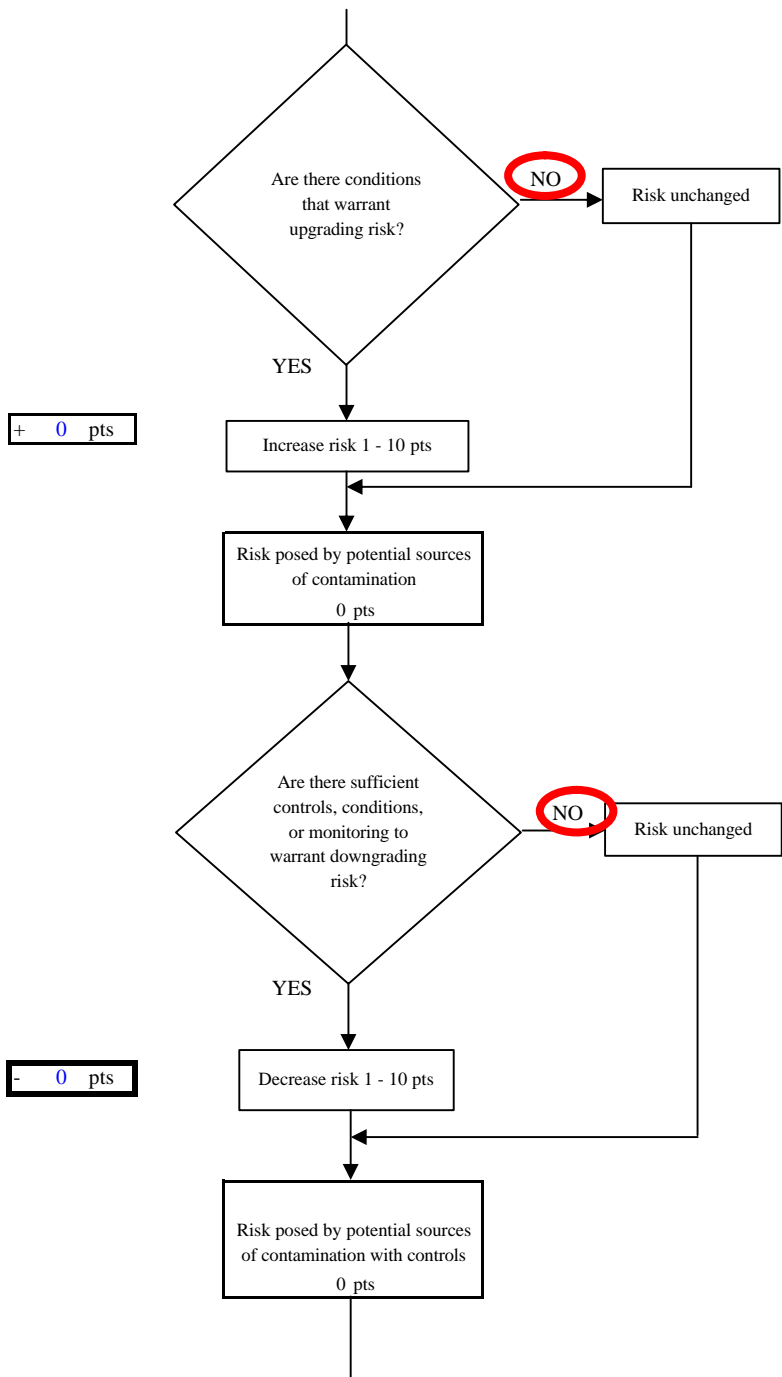 Are there conditions
that warrant
upgrading risk?
NO
Risk unchanged
YES
+ 0 pts
Increase risk 1 - 10 pts
Risk posed by potential sources
of contamination
0 pts
Are there sufficient
controls, conditions,
or monitoring to
warrant downgrading
risk?
NO
Risk unchanged
YES
- 0 pts
Decrease risk 1 - 10 pts
Risk posed by potential sources
of contamination with controls
0 pts